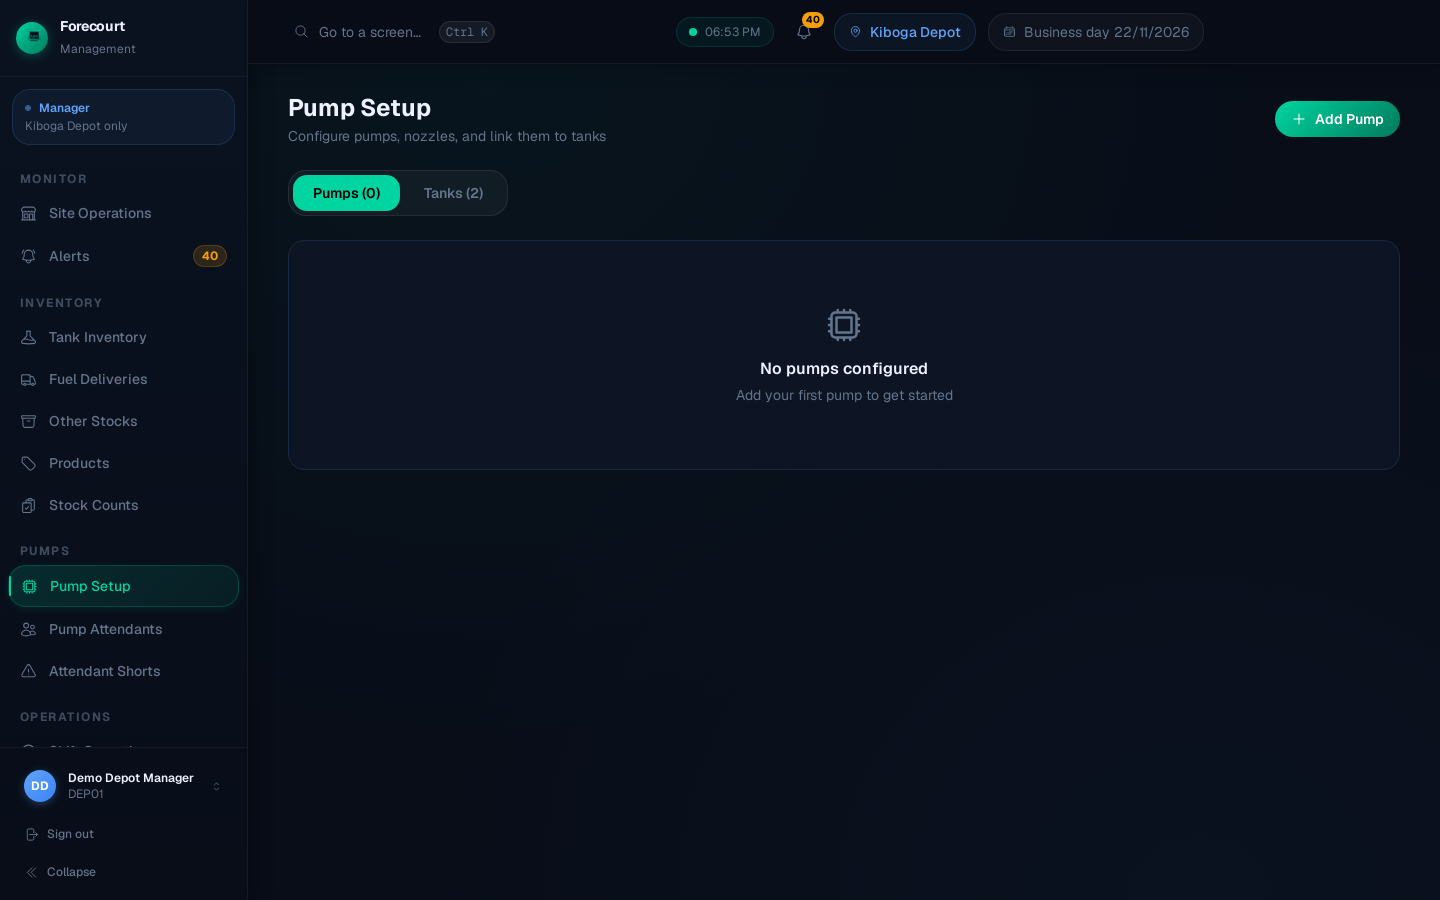 Forecourt
Management
Manager
Kiboga Depot only
MONITOR
Site Operations
Alerts
40
INVENTORY
Tank Inventory
Fuel Deliveries
Other Stocks
Products
Stock Counts
PUMPS
Pump Setup
Pump Attendants
Attendant Shorts
OPERATIONS
Demo Depot Manager
DEP01
DD
Sign out
Collapse
Go to a screen...
Ctrl K
06:53 PM
40
Kiboga Depot
Business day 22/11/2026
Pump Setup
Configure pumps, nozzles, and link them to tanks
Add Pump
Pumps (0)
Tanks (2)
No pumps configured
Add your first pump to get started